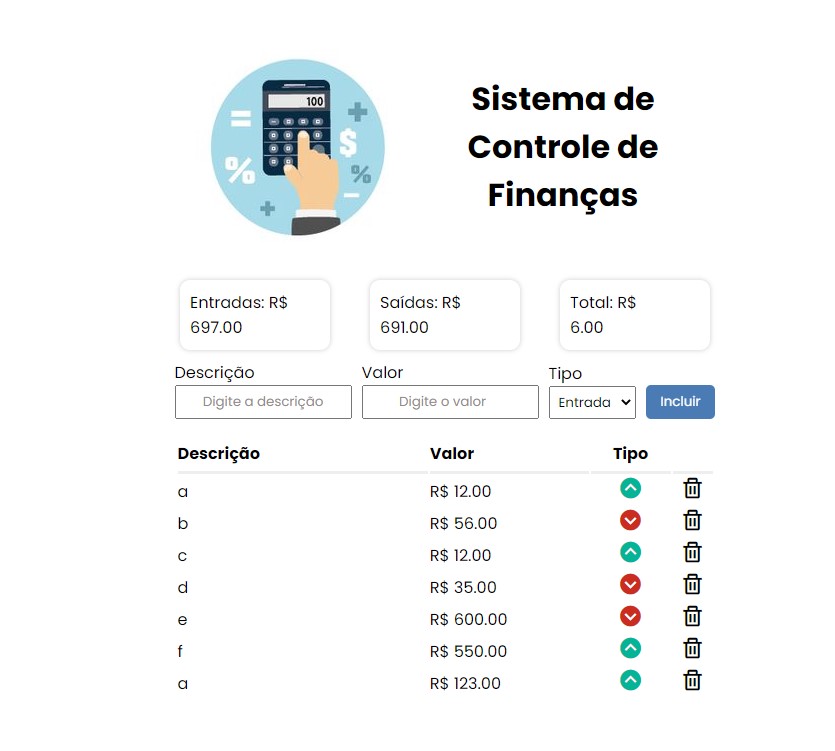 100
Sistema de
Controle de
Finanças
Entradas: R$
697.00
Saídas: R$
691.00
Total: R$
6.00
Descrição
Valor
Tipo
Digite a descrição
Digite o valor
Entrada
Incluir
Descrição Valor Tipo
a R$ 12.00
b R$ 56.00
c R$ 12.00
d R$ 35.00
e R$ 600.00
f R$ 550.00
a R$ 123.00